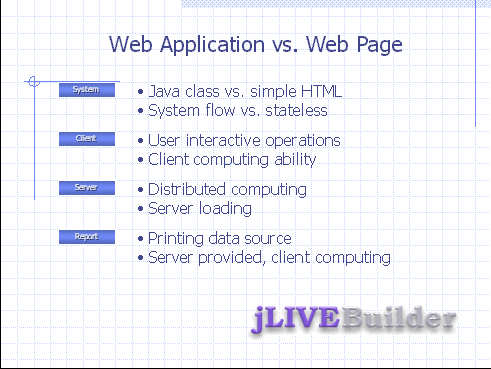 Web Application vs. Web Page
System
• Java class vs. simple HTML
• System flow vs. stateless
Client
• User interactive operations
• Client computing ability
Server
• Distributed computing
• Server loading
Report
• Printing data source
• Server provided, client computing
jLIVEBuilder